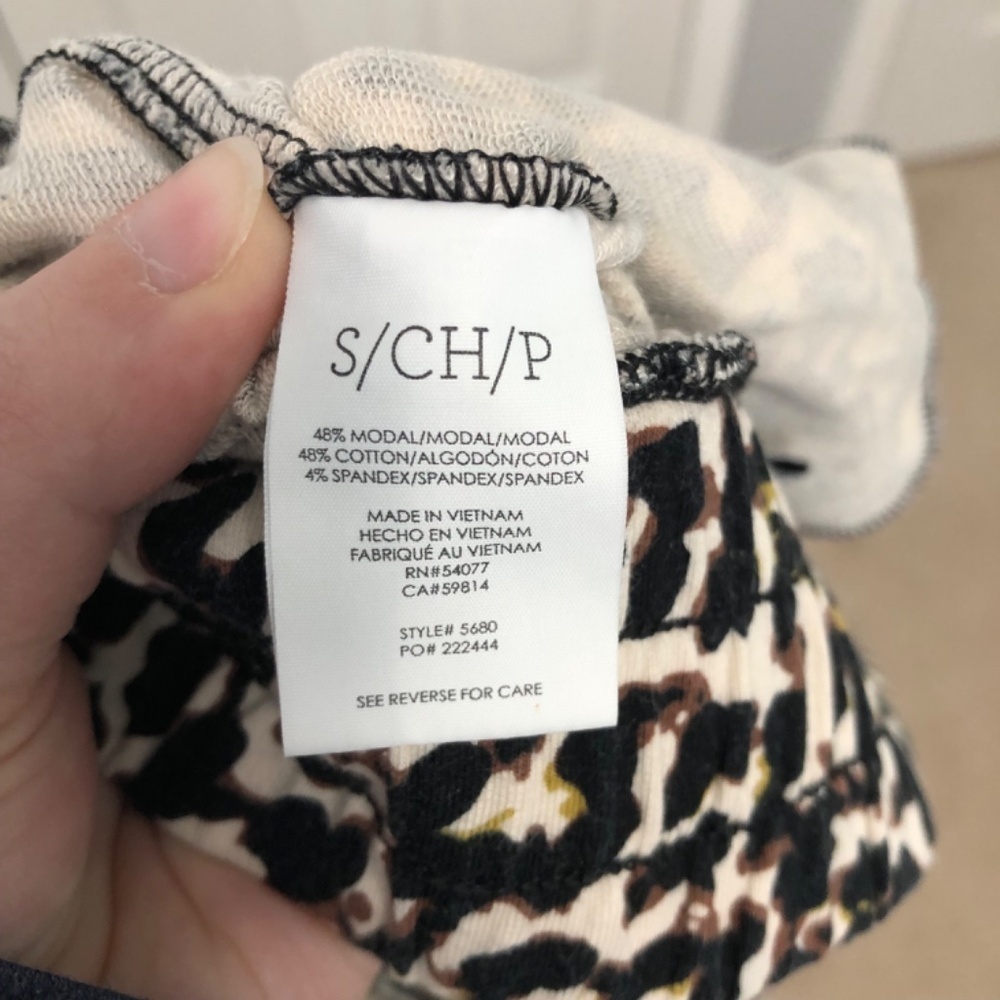 S/CH/P
48% MODAL/MODAL/MODAL
48% COTTON/ALGODÓN/COTON
4% SPANDEX/SPANDEX/SPANDEX
MADE IN VIETNAM
HECHO EN VIETNAM
FABRIQUÉ AU VIETNAM
RN#54077
CA#59814
STYLE# 5680
PO# 222444
SEE REVERSE FOR CARE